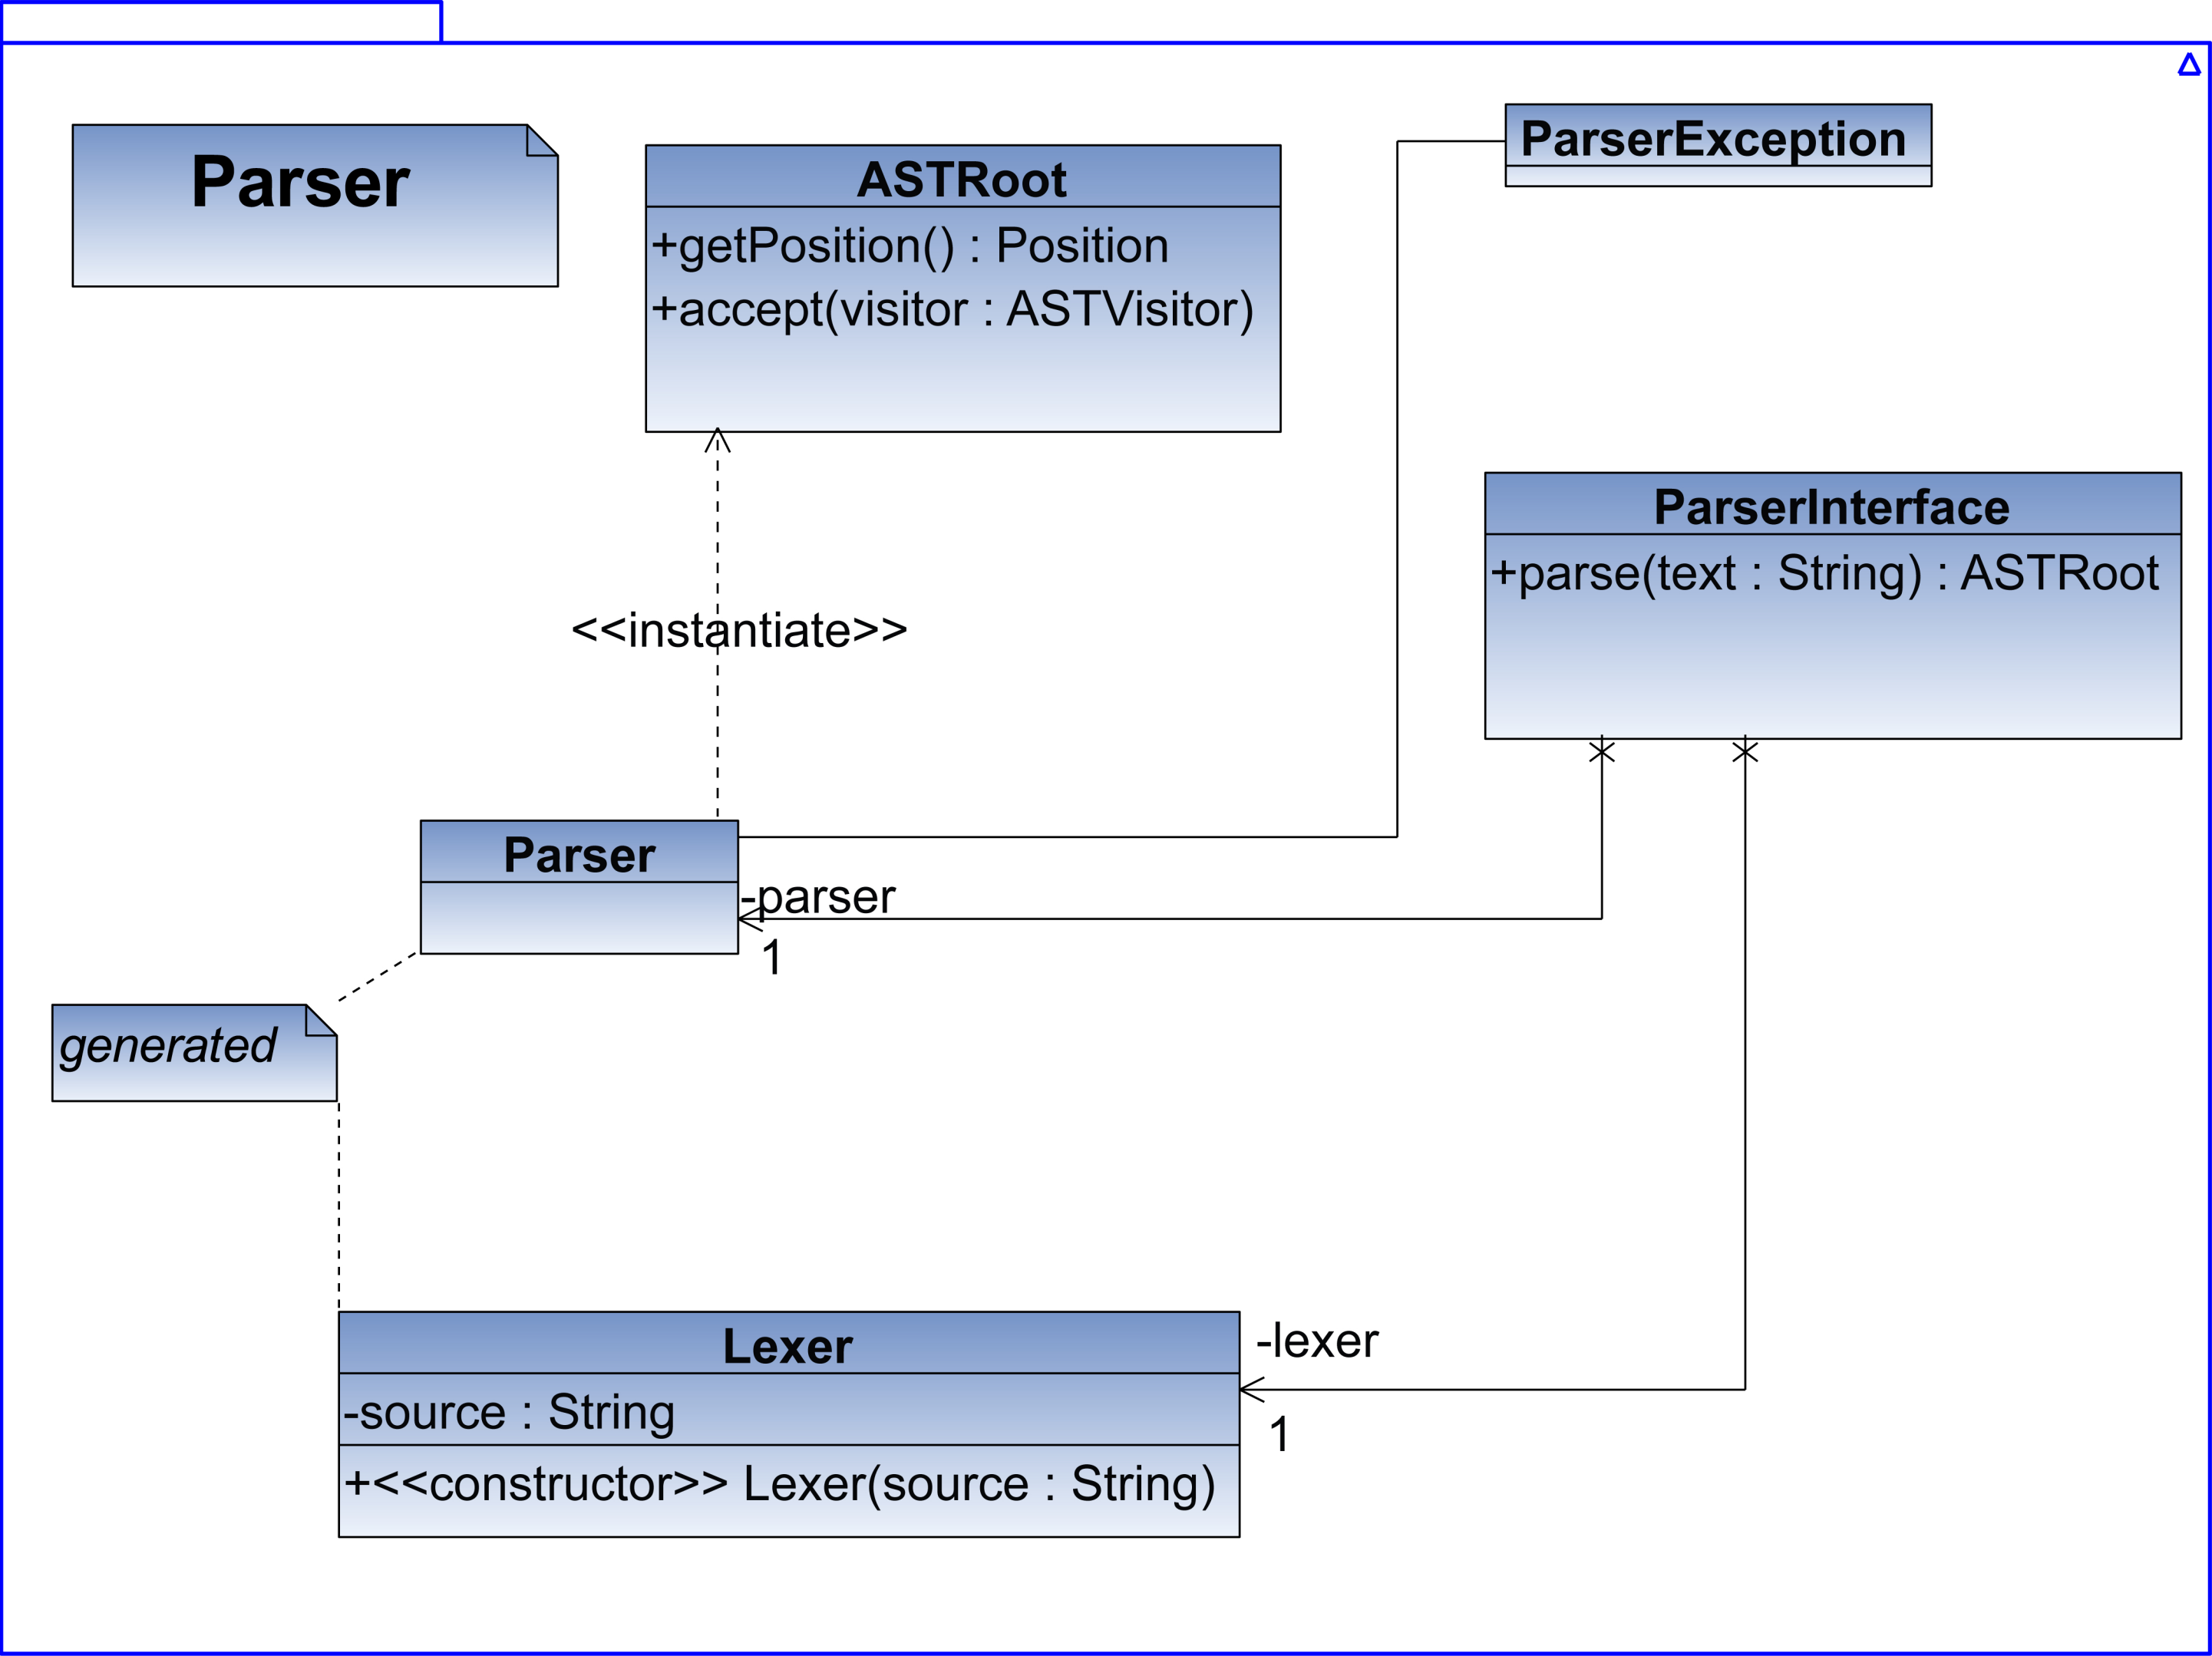 Parser
ASTRoot
+getPosition() : Position
+accept(visitor : ASTVisitor)
ParserException
ParserInterface
+parse(text : String) : ASTRoot
<<instantiate>>
Parser
-parser
1
generated
Lexer
-source : String
+<<constructor>> Lexer(source : String)
-lexer
1